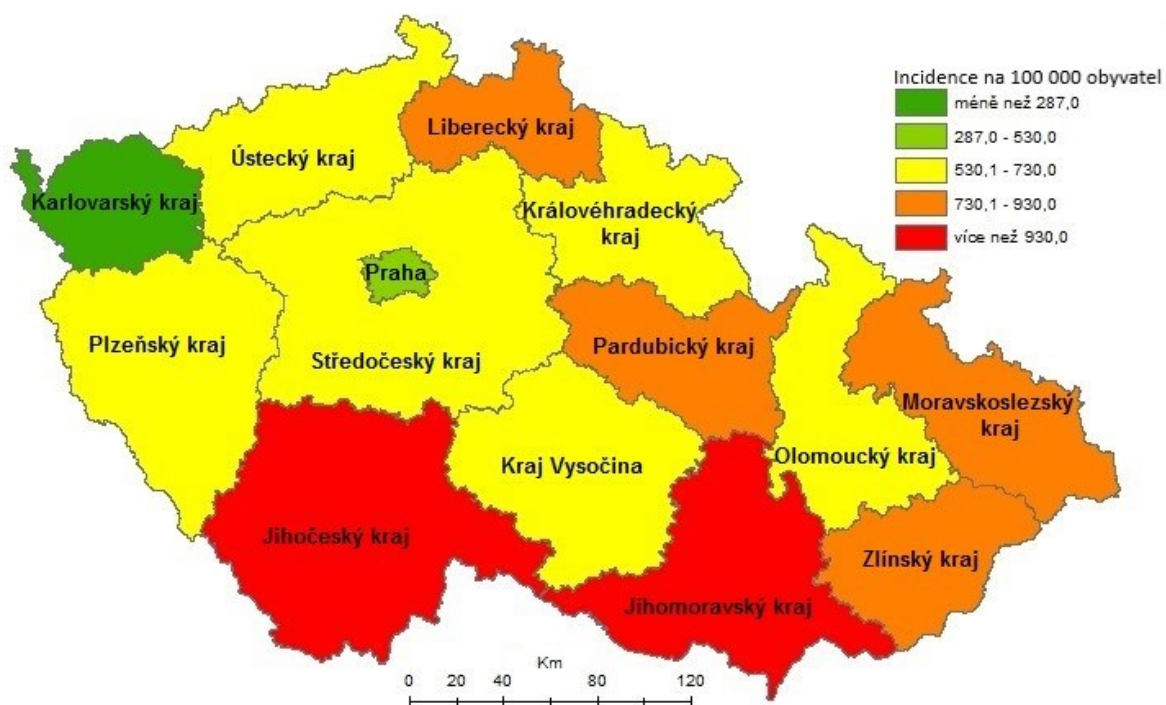 Incidence na 100 000 obyvatel
méně než 287,0
287,0 - 530,0
530,1 - 730,0
730,1 - 930,0
více než 930,0
Liberecký kraj
Ústecký kraj
Karlovarský kraj
Královéhradecký
kraj
Praha
Plzeňský kraj
Středočeský kraj
Pardubický kraj
Moravskoslezský
kraj
Kraj Vysočina
Olomoucký kraj
Jihočeský kraj
Zlínský kraj
Jihomoravský kraj
Km
0 20 40 80 120